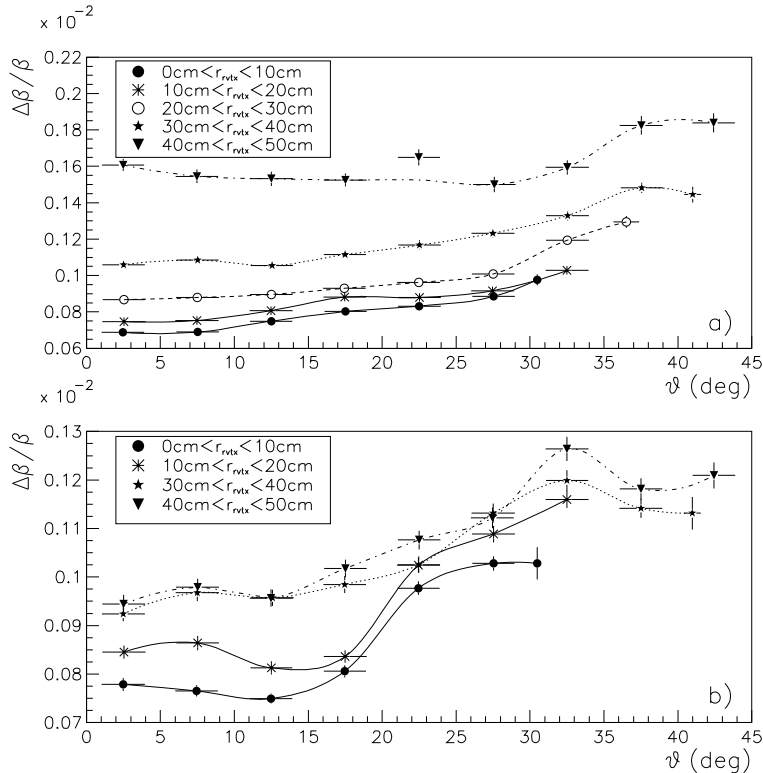 x 10⁻²
Δβ/β
0.22
0.2
0.18
0.16
0.14
0.12
0.1
0.08
0.06
0cm<r_rvtx<10cm
10cm<r_rvtx<20cm
20cm<r_rvtx<30cm
30cm<r_rvtx<40cm
40cm<r_rvtx<50cm
a)
0 5 10 15 20 25 30 35 40 45
ϑ (deg)
x 10⁻²
Δβ/β
0.13
0.12
0.11
0.1
0.09
0.08
0.07
0cm<r_rvtx<10cm
10cm<r_rvtx<20cm
30cm<r_rvtx<40cm
40cm<r_rvtx<50cm
b)
0 5 10 15 20 25 30 35 40 45
ϑ (deg)